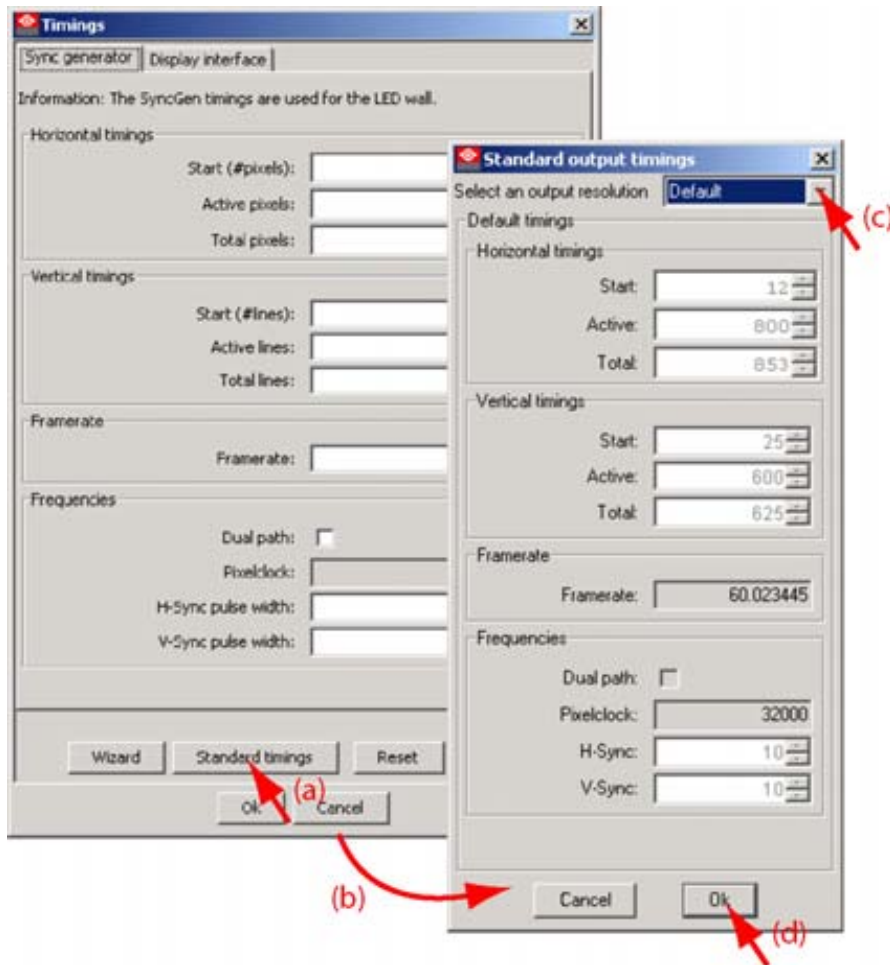 Timings
Sync generator
Display interface
Information: The SyncGen timings are used for the LED wall.
Horizontal timings
Start (#pixels):
Active pixels:
Total pixels:
Vertical timings
Start (#lines):
Active lines:
Total lines:
Framerate
Framerate:
Frequencies
Dual path:
Pixelclock:
H-Sync pulse width:
V-Sync pulse width:
Wizard
Standard timings
Reset
(a)
Ok
Cancel
(b)
Standard output timings
Select an output resolution Default
(c)
Default timings
Horizontal timings
Start: 12
Active: 800
Total: 853
Vertical timings
Start: 25
Active: 600
Total: 625
Framerate
Framerate: 60.023445
Frequencies
Dual path:
Pixelclock: 32000
H-Sync: 10
V-Sync: 10
Cancel
Ok
(d)